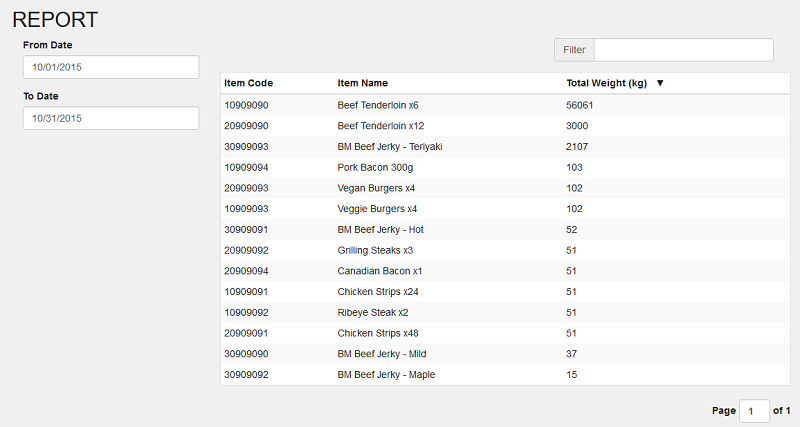 REPORT
From Date
10/01/2015
To Date
10/31/2015
Filter
Item Code Item Name Total Weight (kg) ▼
10909090 Beef Tenderloin x6 56061
20909090 Beef Tenderloin x12 3000
30909093 BM Beef Jerky - Teriyaki 2107
10909094 Pork Bacon 300g 103
20909093 Vegan Burgers x4 102
10909093 Veggie Burgers x4 102
30909091 BM Beef Jerky - Hot 52
20909092 Grilling Steaks x3 51
20909094 Canadian Bacon x1 51
10909091 Chicken Strips x24 51
10909092 Ribeye Steak x2 51
20909091 Chicken Strips x48 51
30909090 BM Beef Jerky - Mild 37
30909092 BM Beef Jerky - Maple 15
Page 1 of 1